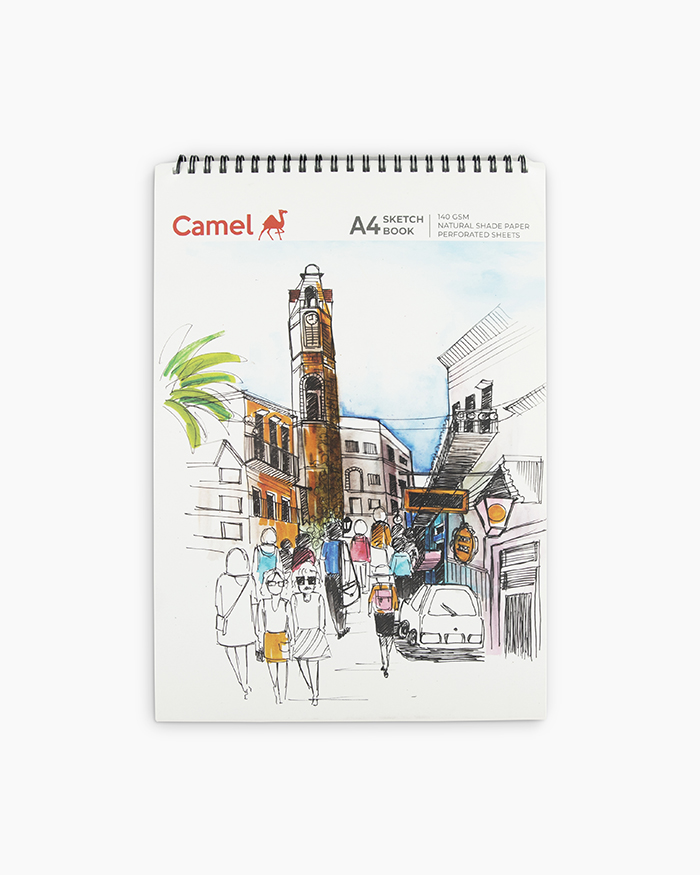 Camel
A4 SKETCH BOOK
140 GSM
NATURAL SHADE PAPER
PERFORATED SHEETS